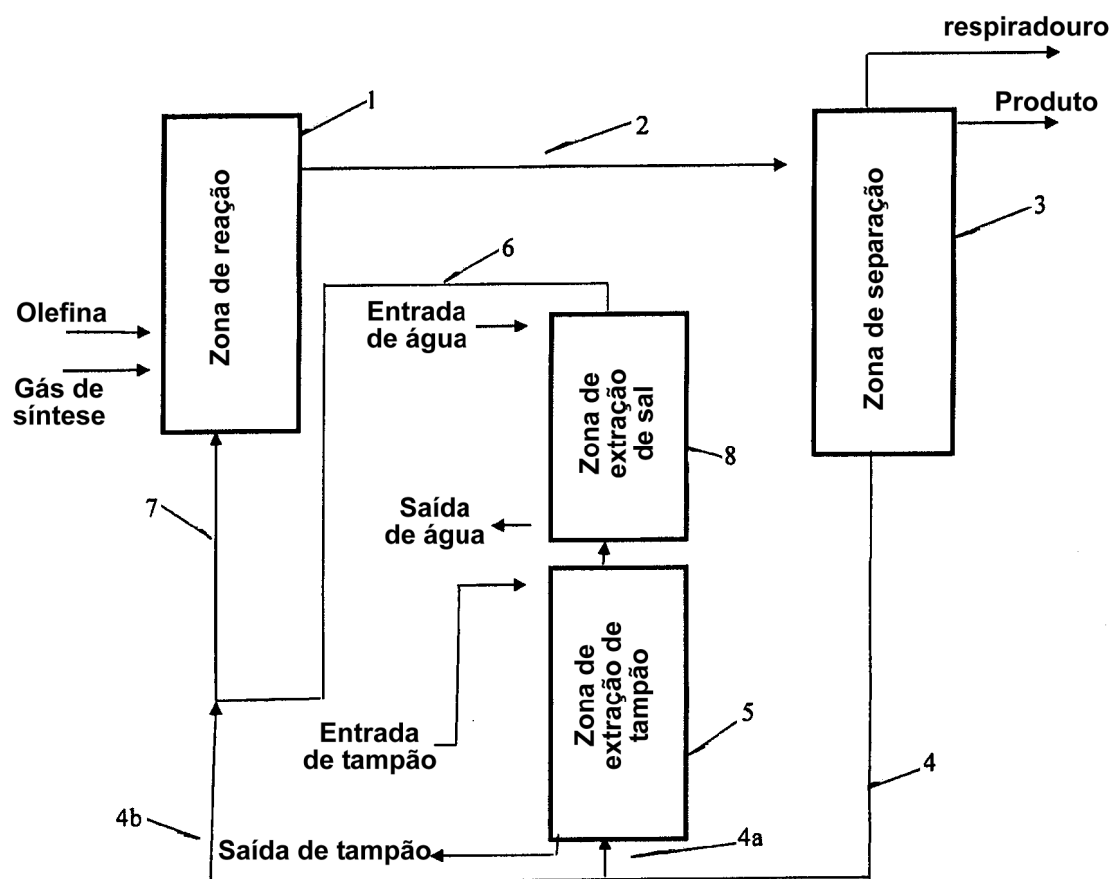 respiradouro
Produto
1
2
Zona de reação
Zona de separação
3
6
Olefina
Entrada
de água
Gás de
síntese
Zona de
extração
de sal
8
7
Saída
de água
Zona de
extração de
tampão
5
Entrada
de tampão
4
4b
Saída de tampão
4a